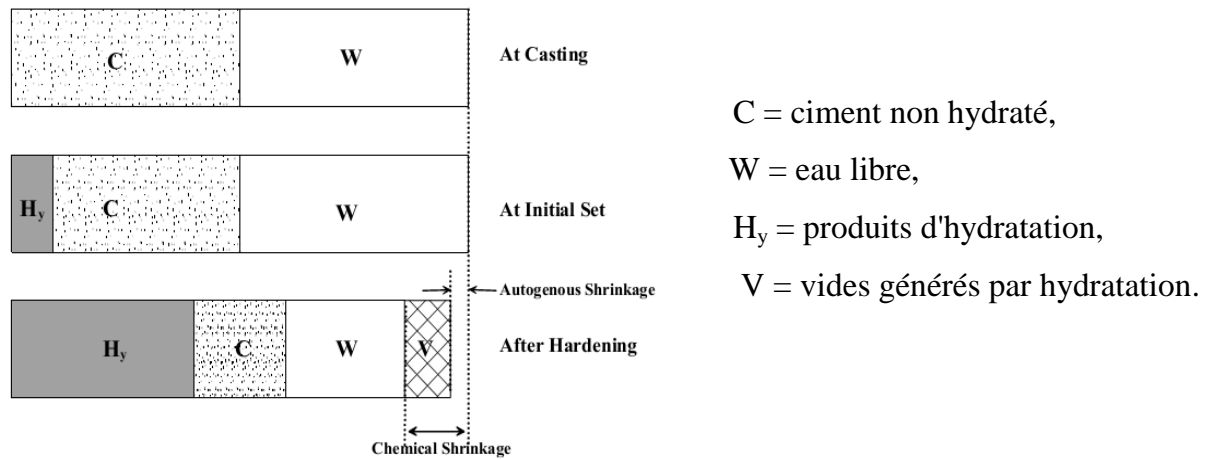 C W At Casting
Hy C W At Initial Set
Autogenous Shrinkage
Hy C W V After Hardening
Chemical Shrinkage
C = ciment non hydraté,
W = eau libre,
Hy = produits d'hydratation,
V = vides générés par hydratation.